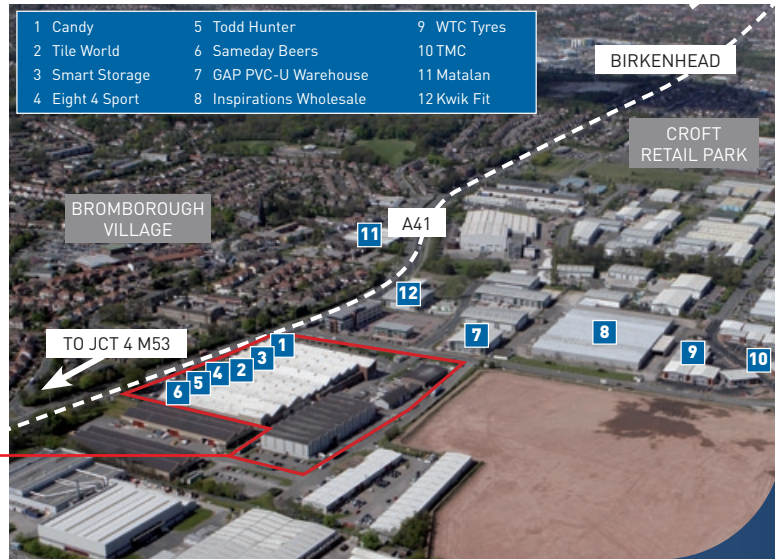 1 Candy
2 Tile World
3 Smart Storage
4 Eight 4 Sport
5 Todd Hunter
6 Sameday Beers
7 GAP PVC-U Warehouse
8 Inspirations Wholesale
9 WTC Tyres
10 TMC
11 Matalan
12 Kwik Fit
BIRKENHEAD
CROFT
RETAIL PARK
BROMBOROUGH
VILLAGE
A41
11
12
TO JCT 4 M53
1
2
3
4
5
6
7
8
9
10